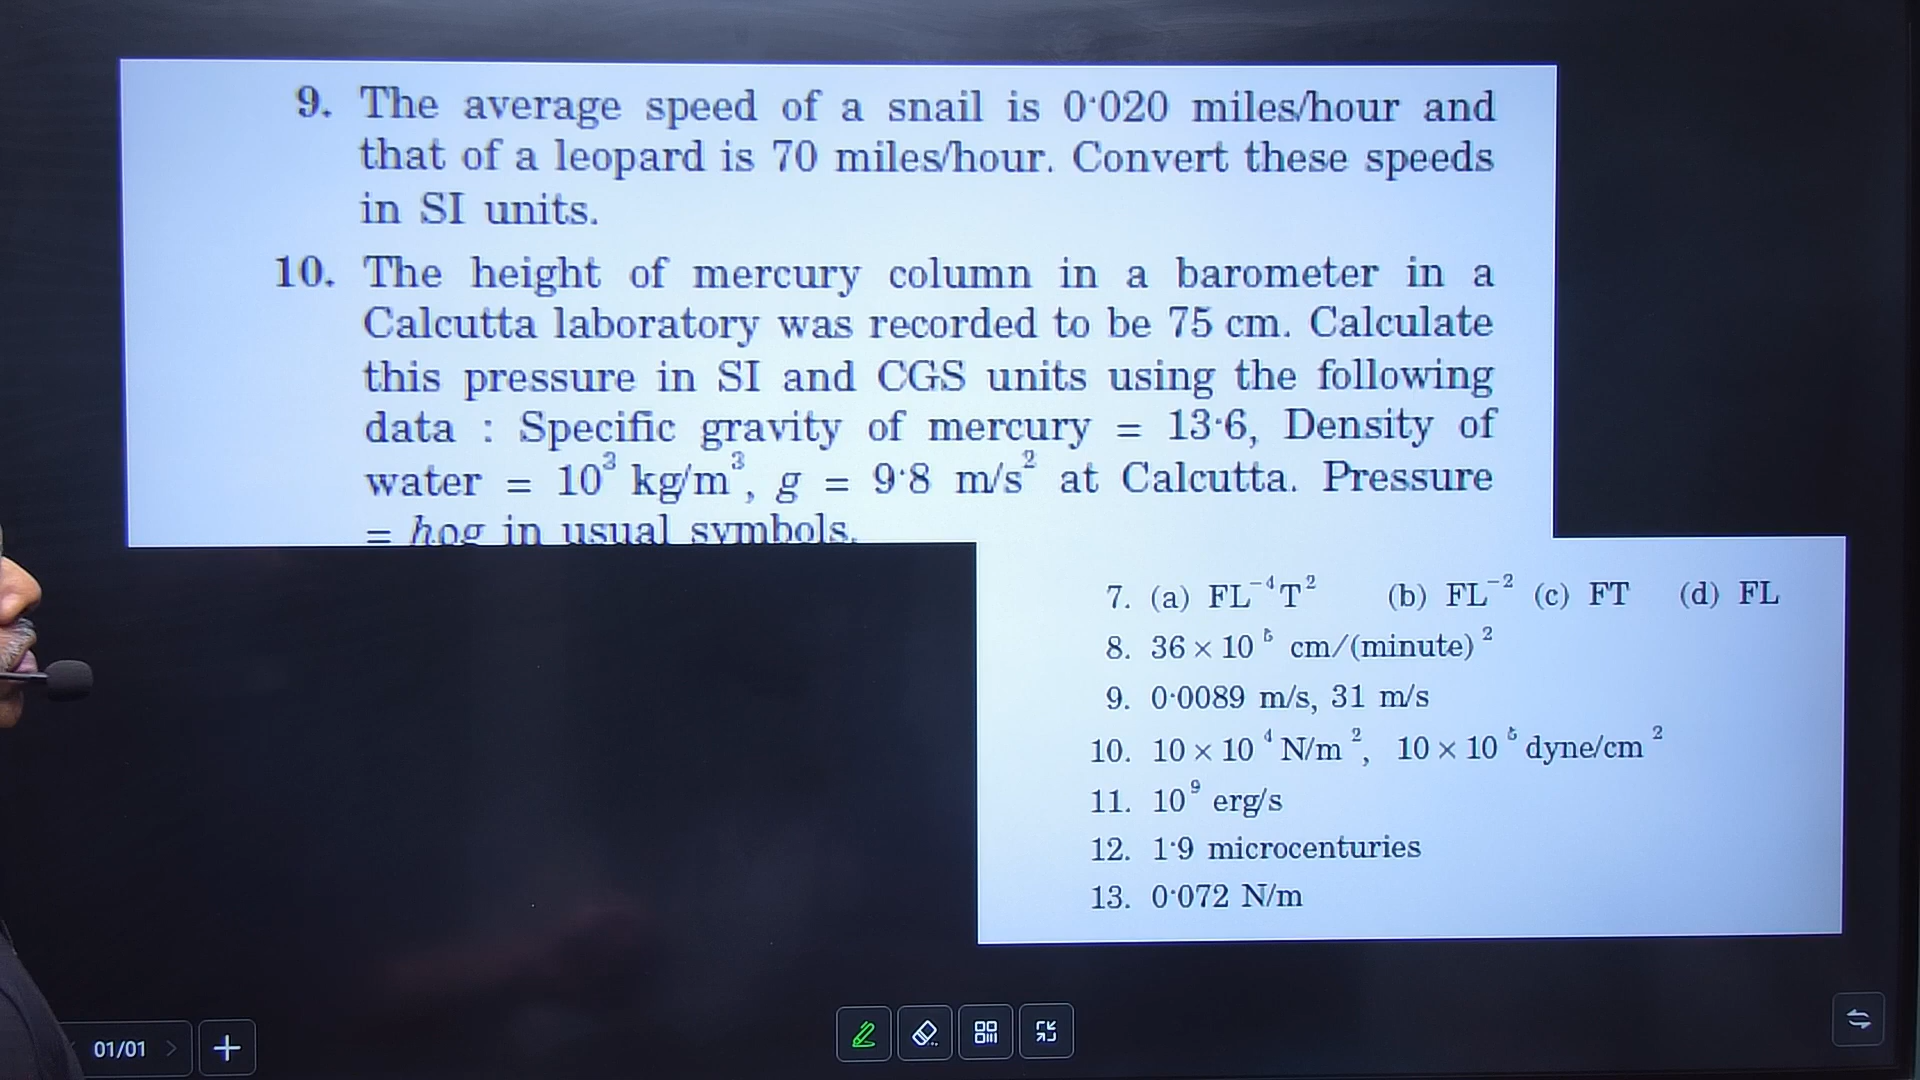 9. The average speed of a snail is 0·020 miles/hour and
that of a leopard is 70 miles/hour. Convert these speeds
in SI units.
10. The height of mercury column in a barometer in a
Calcutta laboratory was recorded to be 75 cm. Calculate
this pressure in SI and CGS units using the following
data : Specific gravity of mercury = 13·6, Density of
water = 10³ kg/m³, g = 9·8 m/s² at Calcutta. Pressure
= hρg in usual symbols.
7. (a) FL⁻⁴T² (b) FL⁻² (c) FT (d) FL
8. 36 × 10⁵ cm/(minute)²
9. 0·0089 m/s, 31 m/s
10. 10 × 10⁴ N/m², 10 × 10⁵ dyne/cm²
11. 10⁹ erg/s
12. 1·9 microcenturies
13. 0·072 N/m
01/01